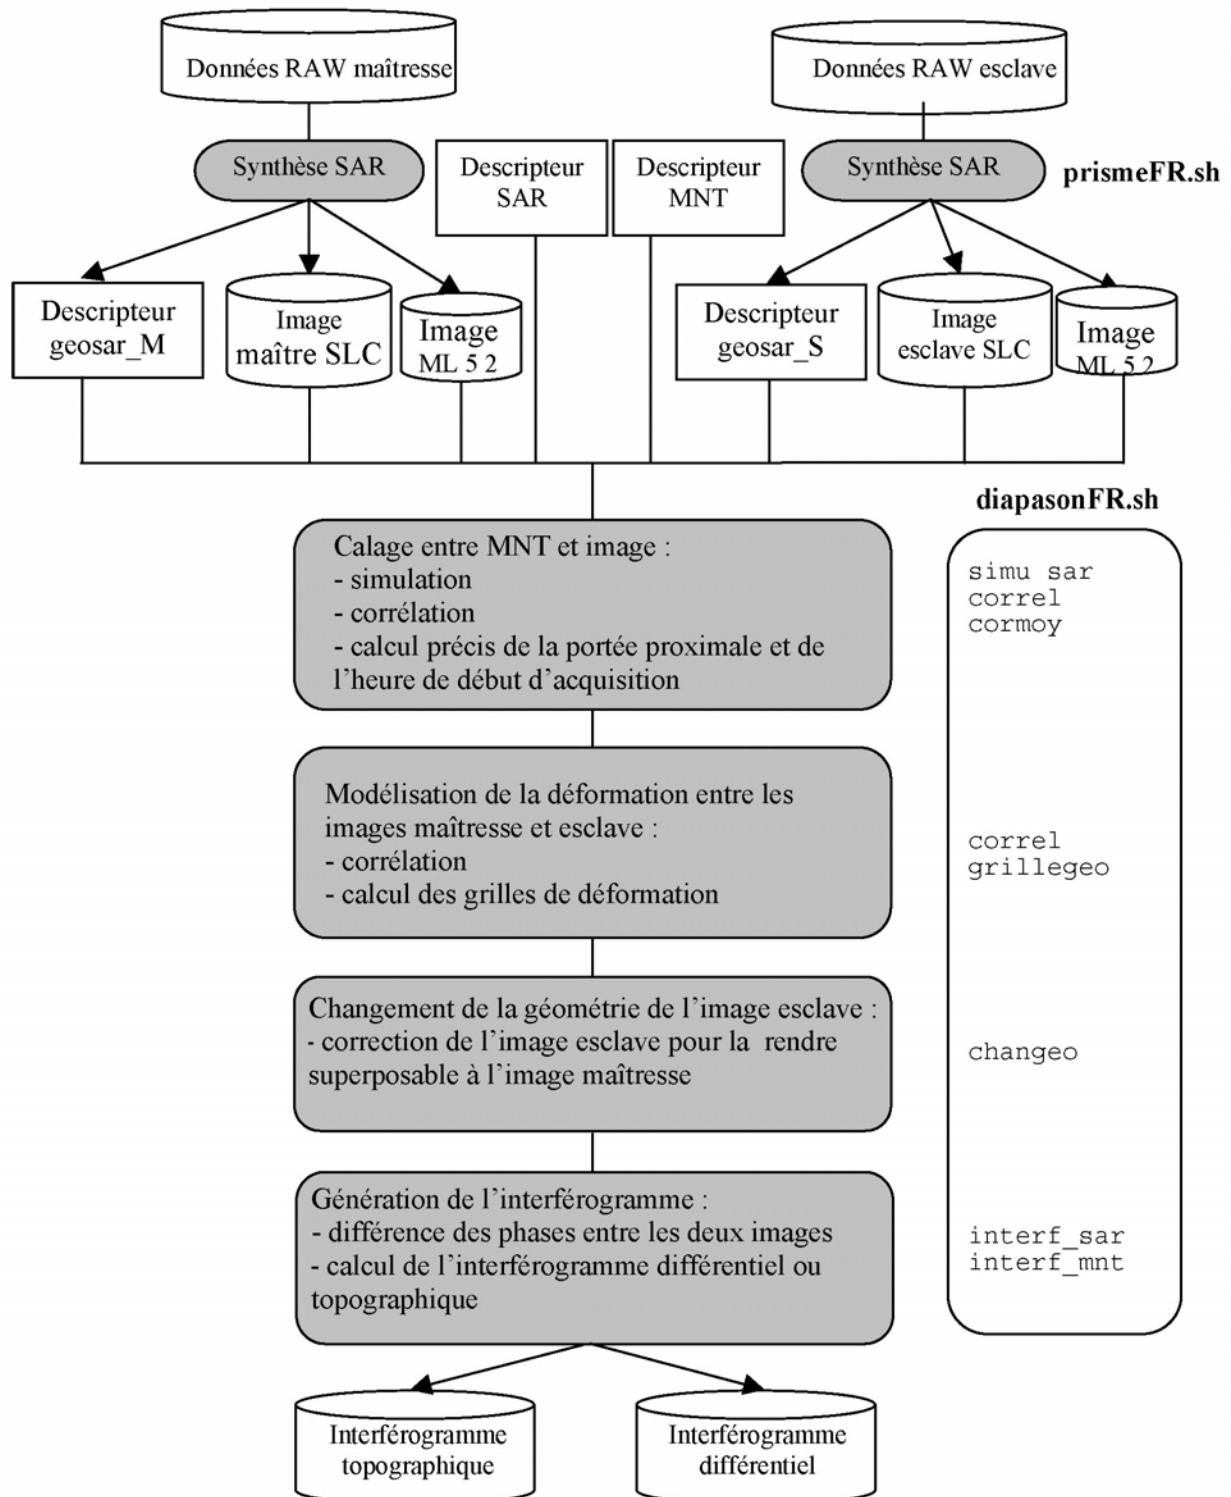 Données RAW maîtresse
Données RAW esclave
Synthèse SAR
Descripteur
SAR
Descripteur
MNT
Synthèse SAR
prismeFR.sh
Descripteur
geosar_M
Image
maître SLC
Image
ML 5 2
Descripteur
geosar_S
Image
esclave SLC
Image
ML 5 2
diapasonFR.sh
Calage entre MNT et image :
- simulation
- corrélation
- calcul précis de la portée proximale et de
l’heure de début d’acquisition
simu sar
correl
cormoy
Modélisation de la déformation entre les
images maîtresse et esclave :
- corrélation
- calcul des grilles de déformation
correl
grillegeo
Changement de la géométrie de l’image esclave :
- correction de l’image esclave pour la rendre
superposable à l’image maîtresse
changeo
Génération de l’interférogramme :
- différence des phases entre les deux images
- calcul de l’interférogramme différentiel ou
topographique
interf_sar
interf_mnt
Interférogramme
topographique
Interférogramme
différentiel